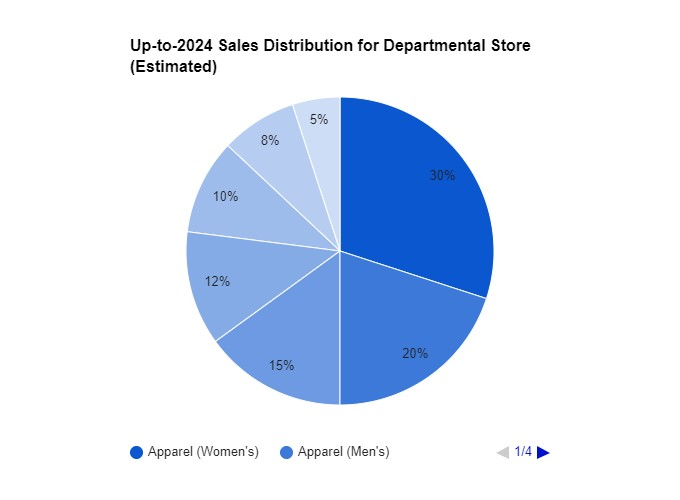 Up-to-2024 Sales Distribution for Departmental Store
(Estimated)
5%
8%
30%
10%
12%
20%
15%
Apparel (Women's)
Apparel (Men's)
1/4